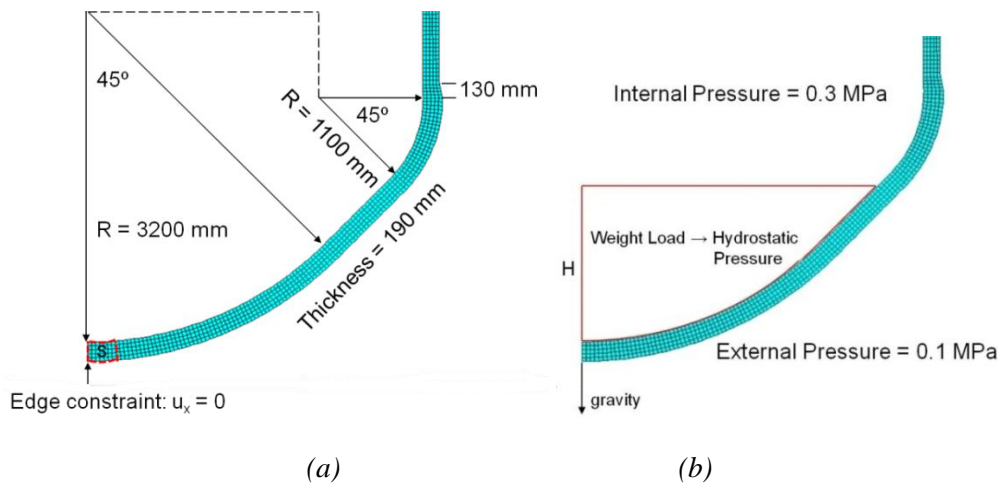 45º
R = 3200 mm
S
Edge constraint: uₓ = 0
R = 1100 mm
45º
130 mm
Thickness = 190 mm
(a)
Internal Pressure = 0.3 MPa
Weight Load → Hydrostatic
Pressure
H
External Pressure = 0.1 MPa
gravity
(b)